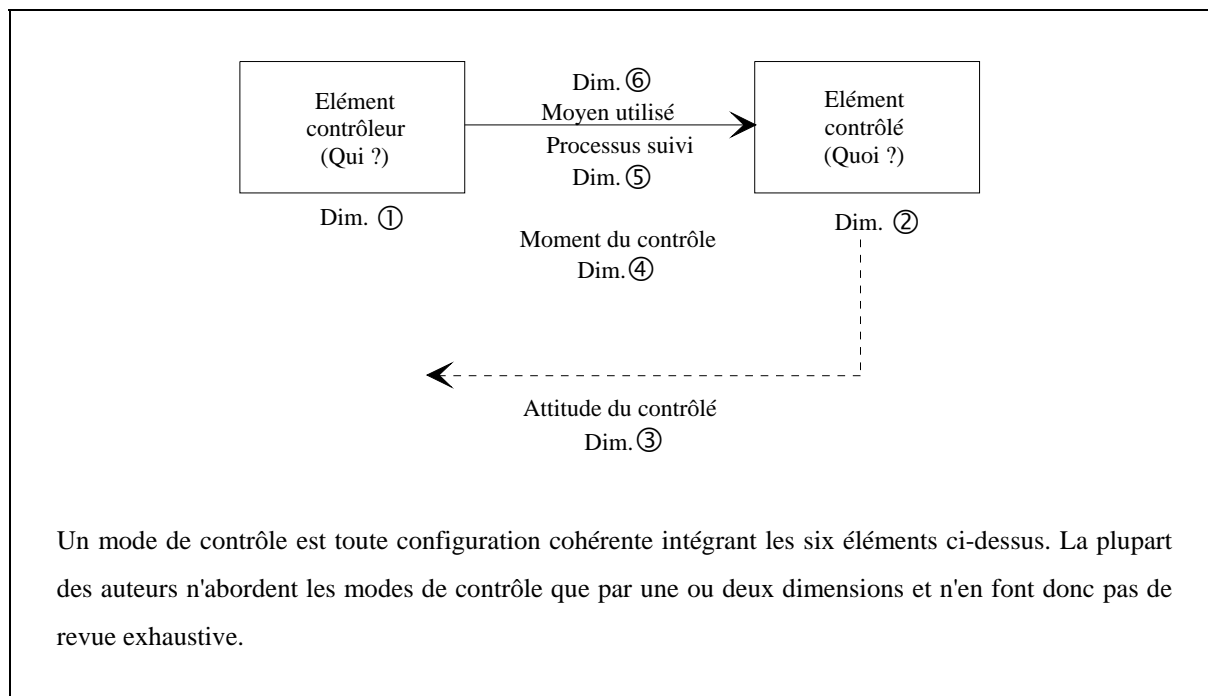 Elément
contrôleur
(Qui ?)
Dim. ①
Dim. ⑥
Moyen utilisé
Processus suivi
Dim. ⑤
Moment du contrôle
Dim. ④
Elément
contrôlé
(Quoi ?)
Dim. ②
Attitude du contrôlé
Dim. ③
Un mode de contrôle est toute configuration cohérente intégrant les six éléments ci-dessus. La plupart
des auteurs n'abordent les modes de contrôle que par une ou deux dimensions et n'en font donc pas de
revue exhaustive.